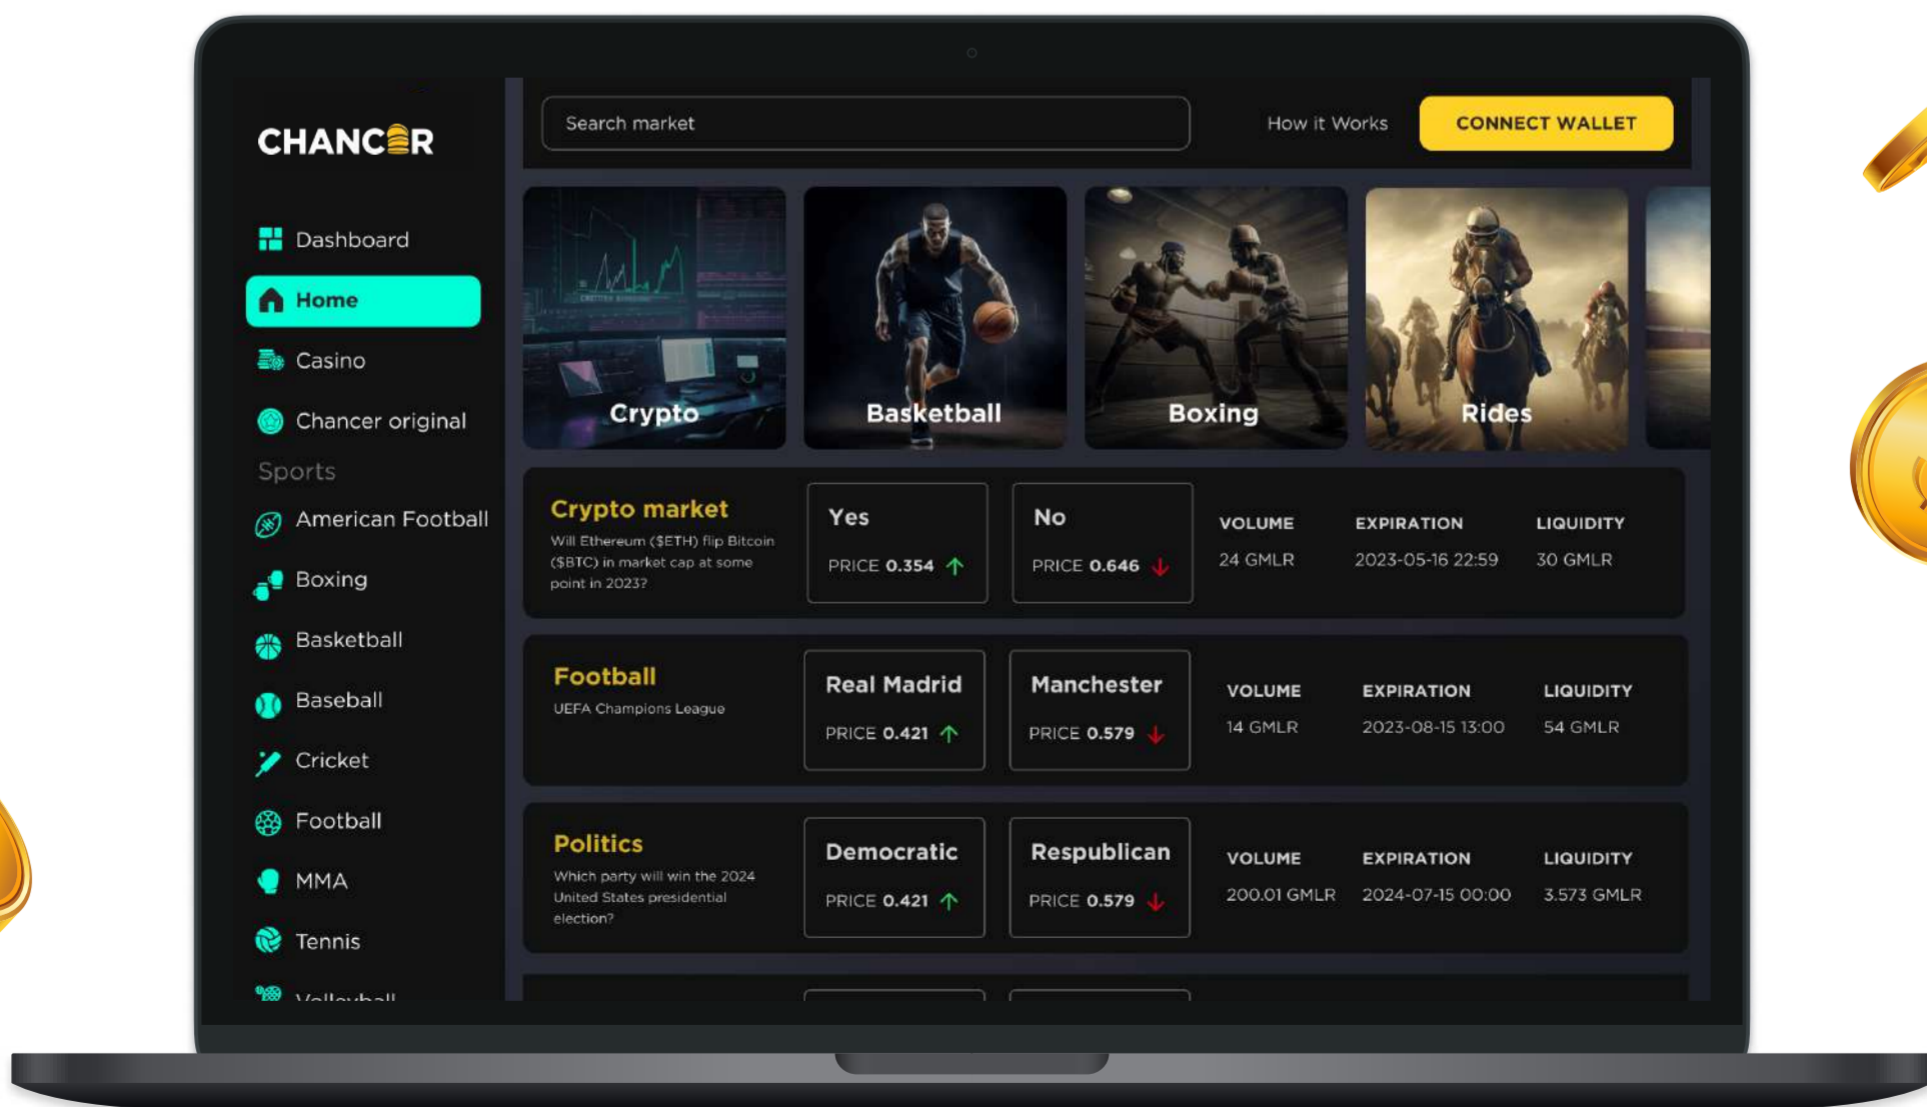 CHANCER
Search market
How it Works
CONNECT WALLET
Dashboard
Home
Casino
Chancer original
Sports
American Football
Boxing
Basketball
Baseball
Cricket
Football
MMA
Tennis
Volleyball
Crypto
Basketball
Boxing
Rides
Crypto market
Will Ethereum ($ETH) flip Bitcoin
($BTC) in market cap at some
point in 2023?
Yes
PRICE 0.354
No
PRICE 0.646
VOLUME
24 GMLR
EXPIRATION
2023-05-16 22:59
LIQUIDITY
30 GMLR
Football
UEFA Champions League
Real Madrid
PRICE 0.421
Manchester
PRICE 0.579
VOLUME
14 GMLR
EXPIRATION
2023-08-15 13:00
LIQUIDITY
54 GMLR
Politics
Which party will win the 2024
United States presidential
election?
Democratic
PRICE 0.421
Respublican
PRICE 0.579
VOLUME
200.01 GMLR
EXPIRATION
2024-07-15 00:00
LIQUIDITY
3.573 GMLR